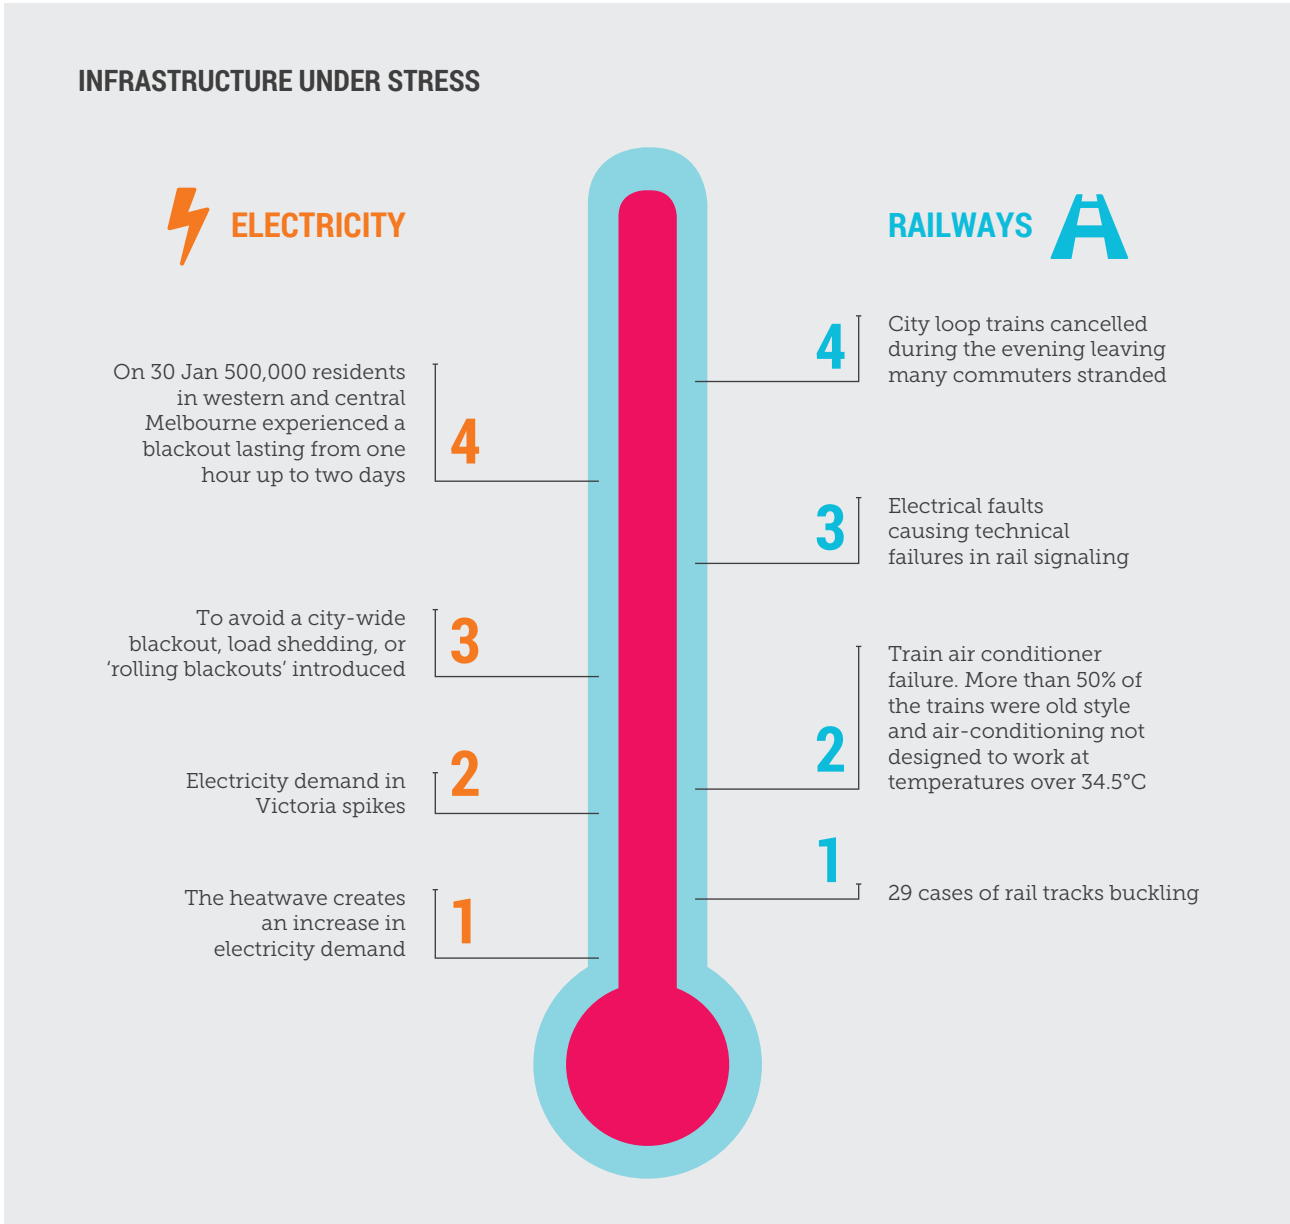 INFRASTRUCTURE UNDER STRESS
ELECTRICITY
On 30 Jan 500,000 residents
in western and central
Melbourne experienced a
blackout lasting from one
hour up to two days
4
To avoid a city-wide
blackout, load shedding, or
‘rolling blackouts’ introduced
3
Electricity demand in
Victoria spikes
2
The heatwave creates
an increase in
electricity demand
1
RAILWAYS
4
City loop trains cancelled
during the evening leaving
many commuters stranded
3
Electrical faults
causing technical
failures in rail signaling
2
Train air conditioner
failure. More than 50% of
the trains were old style
and air-conditioning not
designed to work at
temperatures over 34.5°C
1
29 cases of rail tracks buckling